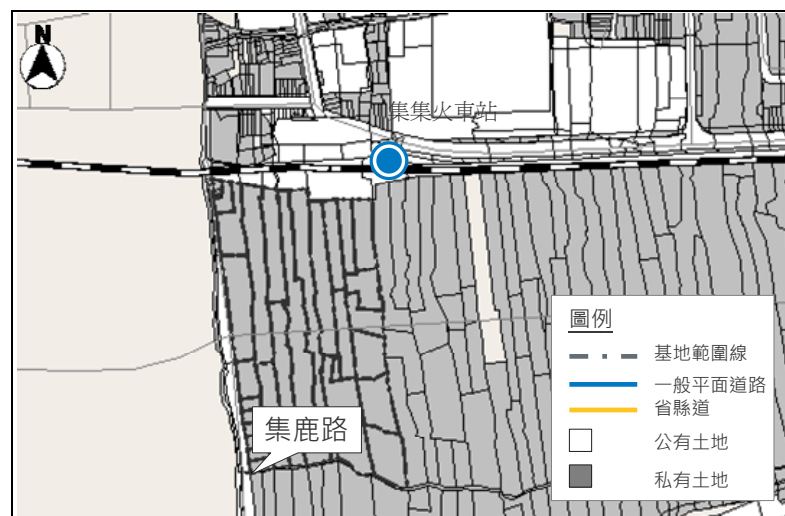 N
集集火車站
集鹿路
圖例
基地範圍線
一般平面道路
省縣道
公有土地
私有土地